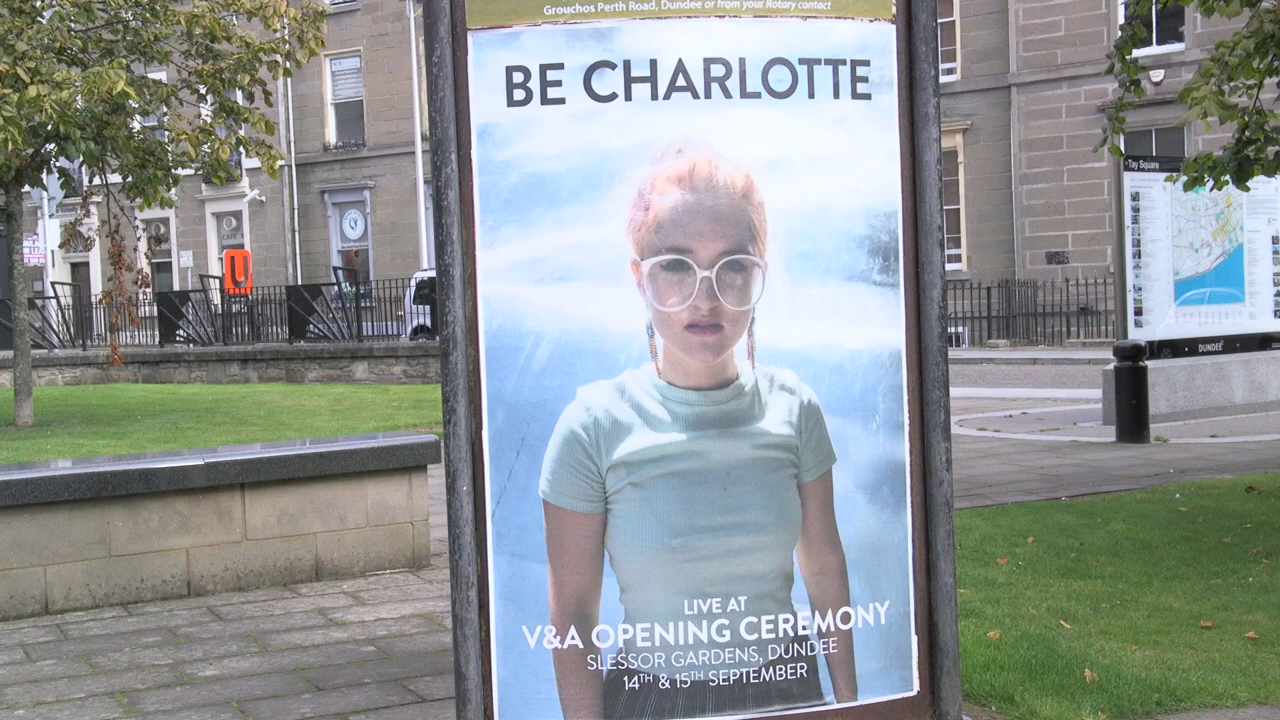 Grouchos Perth Road, Dundee or from your Rotary contact
BE CHARLOTTE
LIVE AT
V&A OPENING CEREMONY
SLESSOR GARDENS, DUNDEE
14TH & 15TH SEPTEMBER
Tay Square
DUNDEE
U
CAFE